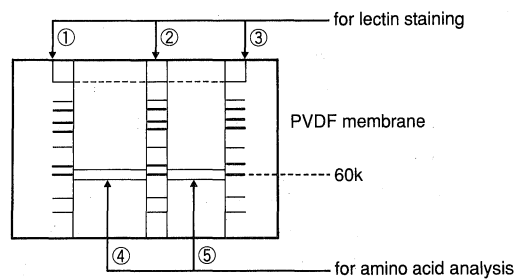 for lectin staining
① ② ③
PVDF membrane
60k
④ ⑤
for amino acid analysis